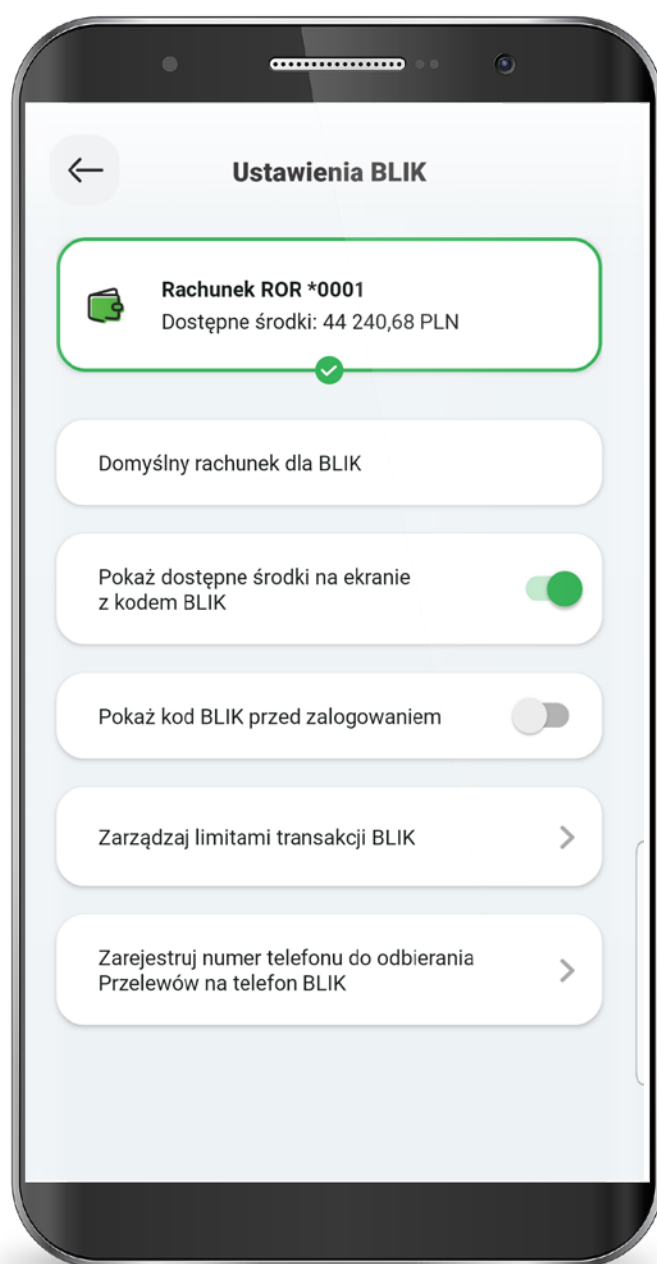 Ustawienia BLIK
Rachunek ROR *0001
Dostępne środki: 44 240,68 PLN
Domyślny rachunek dla BLIK
Pokaż dostępne środki na ekranie
z kodem BLIK
Pokaż kod BLIK przed zalogowaniem
Zarządzaj limitami transakcji BLIK
Zarejestruj numer telefonu do odbierania
Przelewów na telefon BLIK